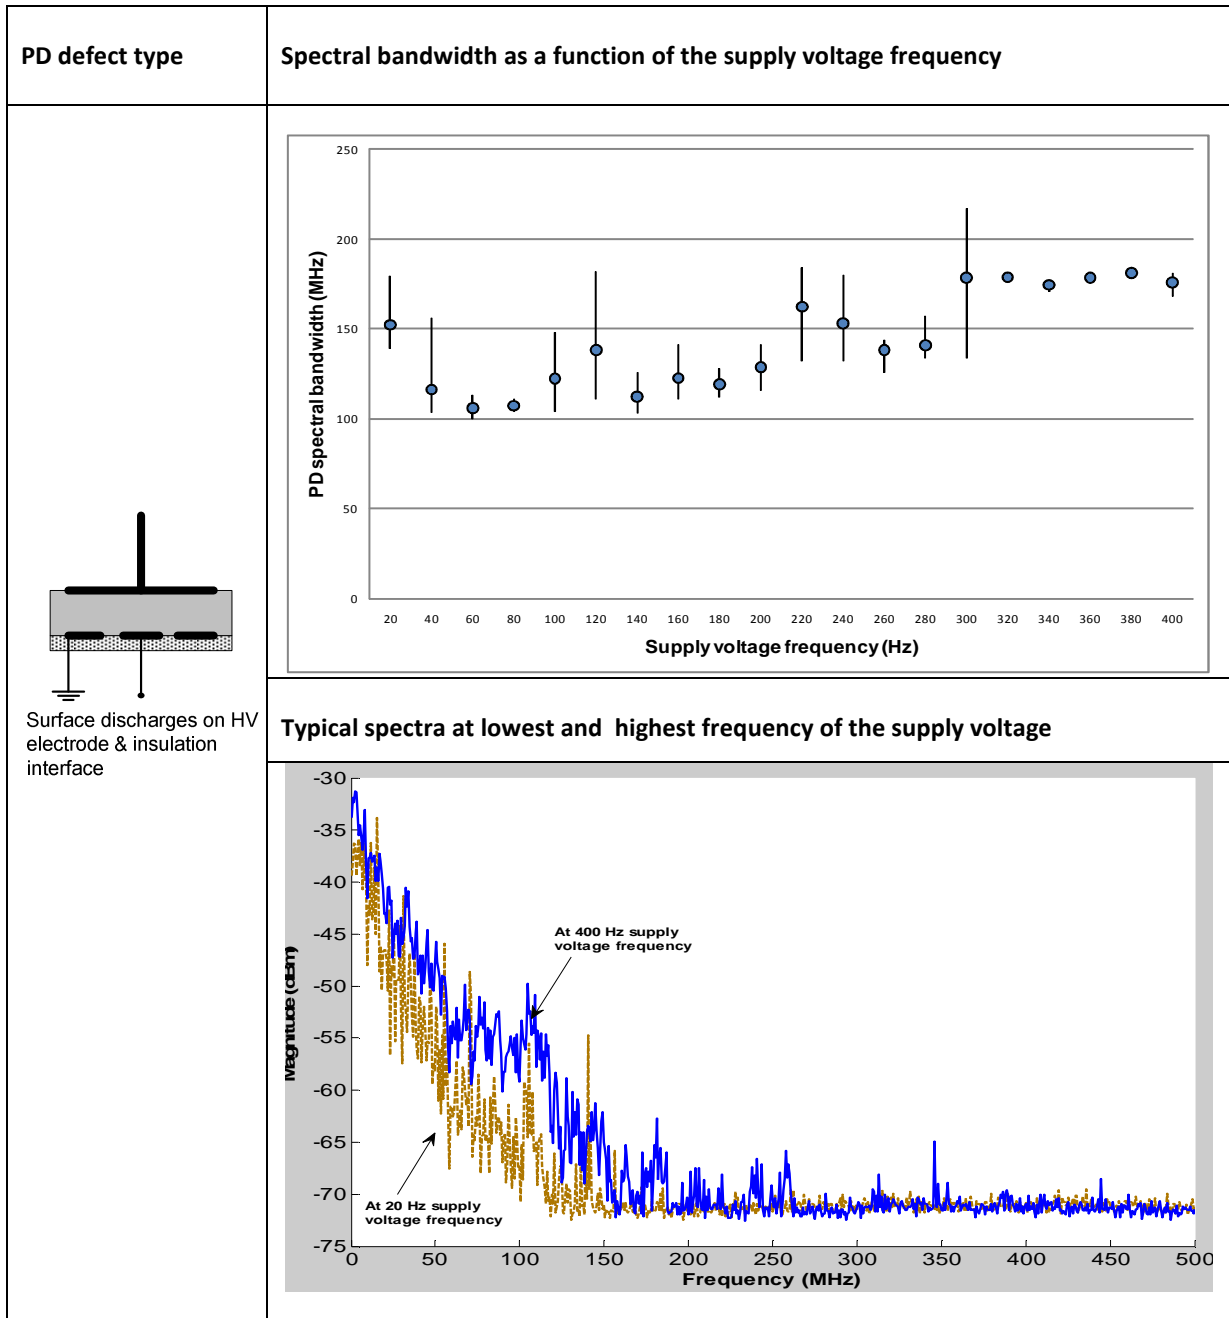 PD defect type
Spectral bandwidth as a function of the supply voltage frequency
250
200
150
100
50
0
PD spectral bandwidth (MHz)
20 40 60 80 100 120 140 160 180 200 220 240 260 280 300 320 340 360 380 400
Supply voltage frequency (Hz)
Surface discharges on HV
electrode & insulation
interface
Typical spectra at lowest and highest frequency of the supply voltage
-30
-35
-40
-45
-50
-55
-60
-65
-70
-75
Magnitude (dBm)
At 400 Hz supply
voltage frequency
At 20 Hz supply
voltage frequency
0 50 100 150 200 250 300 350 400 450 500
Frequency (MHz)